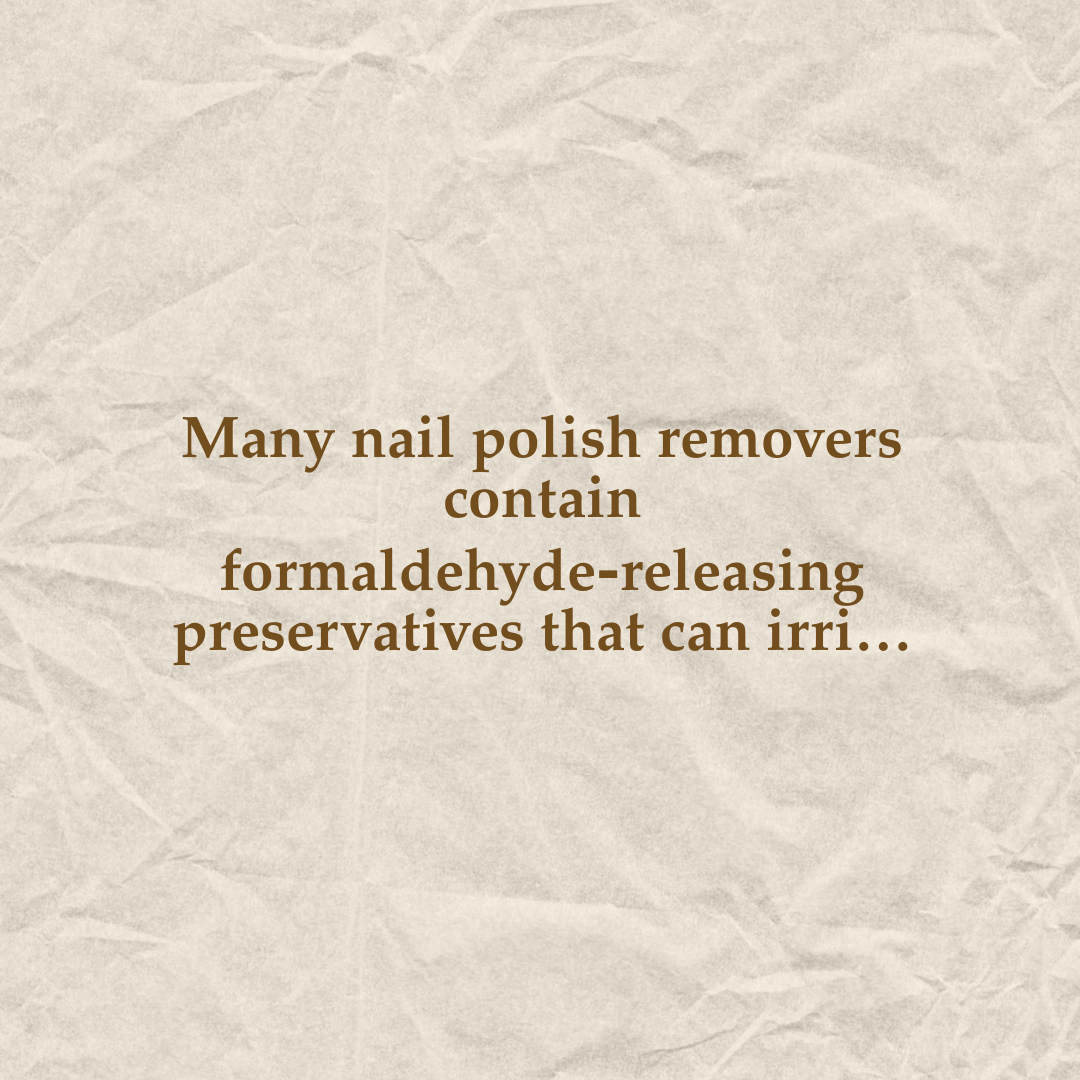 Many nail polish removers
contain
formaldehyde-releasing
preservatives that can irri…